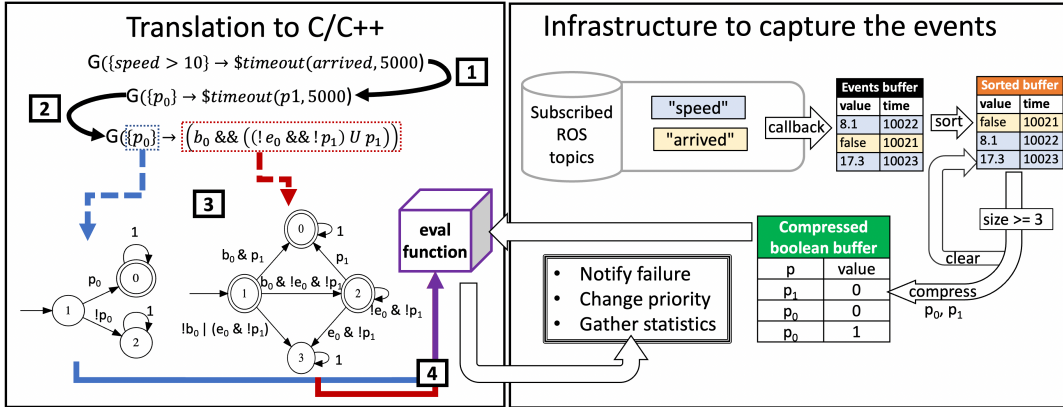 Translation to C/C++
G({speed > 10} → $timeout(arrived, 5000)
1
2
G({p₀} → $timeout(p1, 5000)
G({p₀} → (b₀ && ((! e₀ && ! p₁) U p₁))
3
1
p₀
0
1
!p₀
1
2
0
1
b₀ & p₁
p₁
1
b₀ & !e₀ & !p₁
2
!e₀ & !p₁
!b₀ | (e₀ & !p₁)
e₀ & !p₁
3
1
eval
function
4
Infrastructure to capture the events
Subscribed
ROS
topics
"speed"
"arrived"
callback
Events buffer
value time
8.1 10022
false 10021
17.3 10023
sort
Sorted buffer
value time
false 10021
8.1 10022
17.3 10023
size >= 3
clear
compress
p₀, p₁
Compressed
boolean buffer
p value
p₁ 0
p₀ 0
p₀ 1
• Notify failure
• Change priority
• Gather statistics